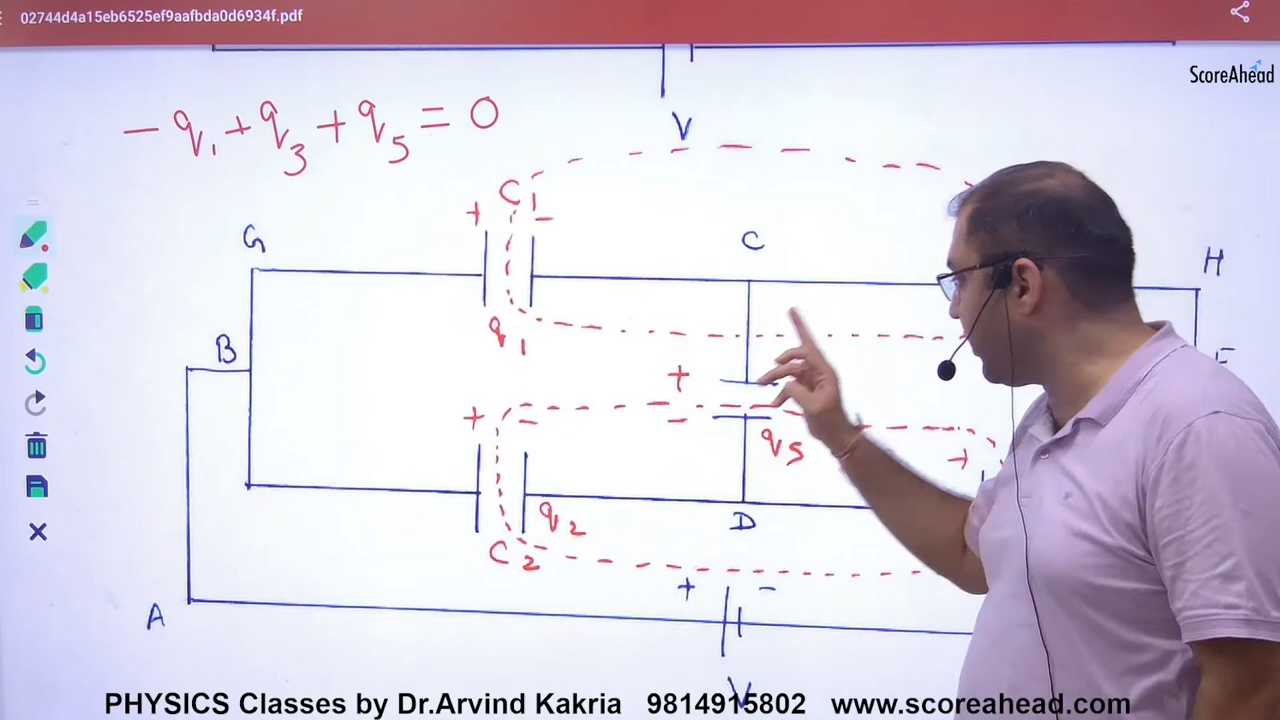 02744d4a15eb6525ef9aafbda0d6934f.pdf
ScoreAhead
V
- q1 + q3 + q5 = 0
C1
+ -
G
C
H
q1
B
+
-
+ -
q5
+
q2
D
C2
+ -
A
V
PHYSICS Classes by Dr.Arvind Kakria 9814915802 www.scoreahead.com